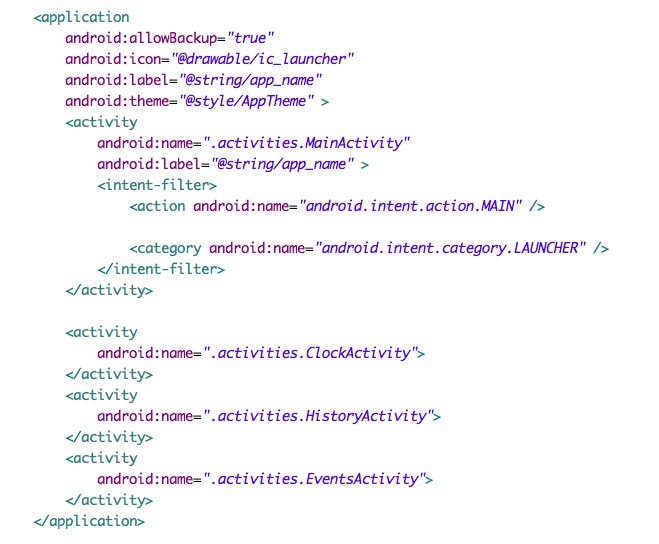 <application
android:allowBackup="true"
android:icon="@drawable/ic_launcher"
android:label="@string/app_name"
android:theme="@style/AppTheme" >
<activity
android:name=".activities.MainActivity"
android:label="@string/app_name" >
<intent-filter>
<action android:name="android.intent.action.MAIN" />
<category android:name="android.intent.category.LAUNCHER" />
</intent-filter>
</activity>
<activity
android:name=".activities.ClockActivity">
</activity>
<activity
android:name=".activities.HistoryActivity">
</activity>
<activity
android:name=".activities.EventsActivity">
</activity>
</application>